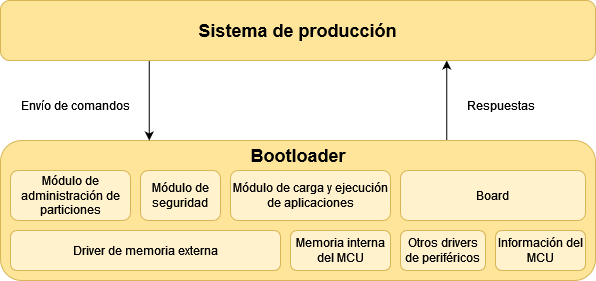 Sistema de producción
Envío de comandos
Respuestas
Bootloader
Módulo de
administración de
particiones
Módulo de
seguridad
Módulo de carga y ejecución
de aplicaciones
Board
Driver de memoria externa
Memoria interna
del MCU
Otros drivers
de periféricos
Información del
MCU